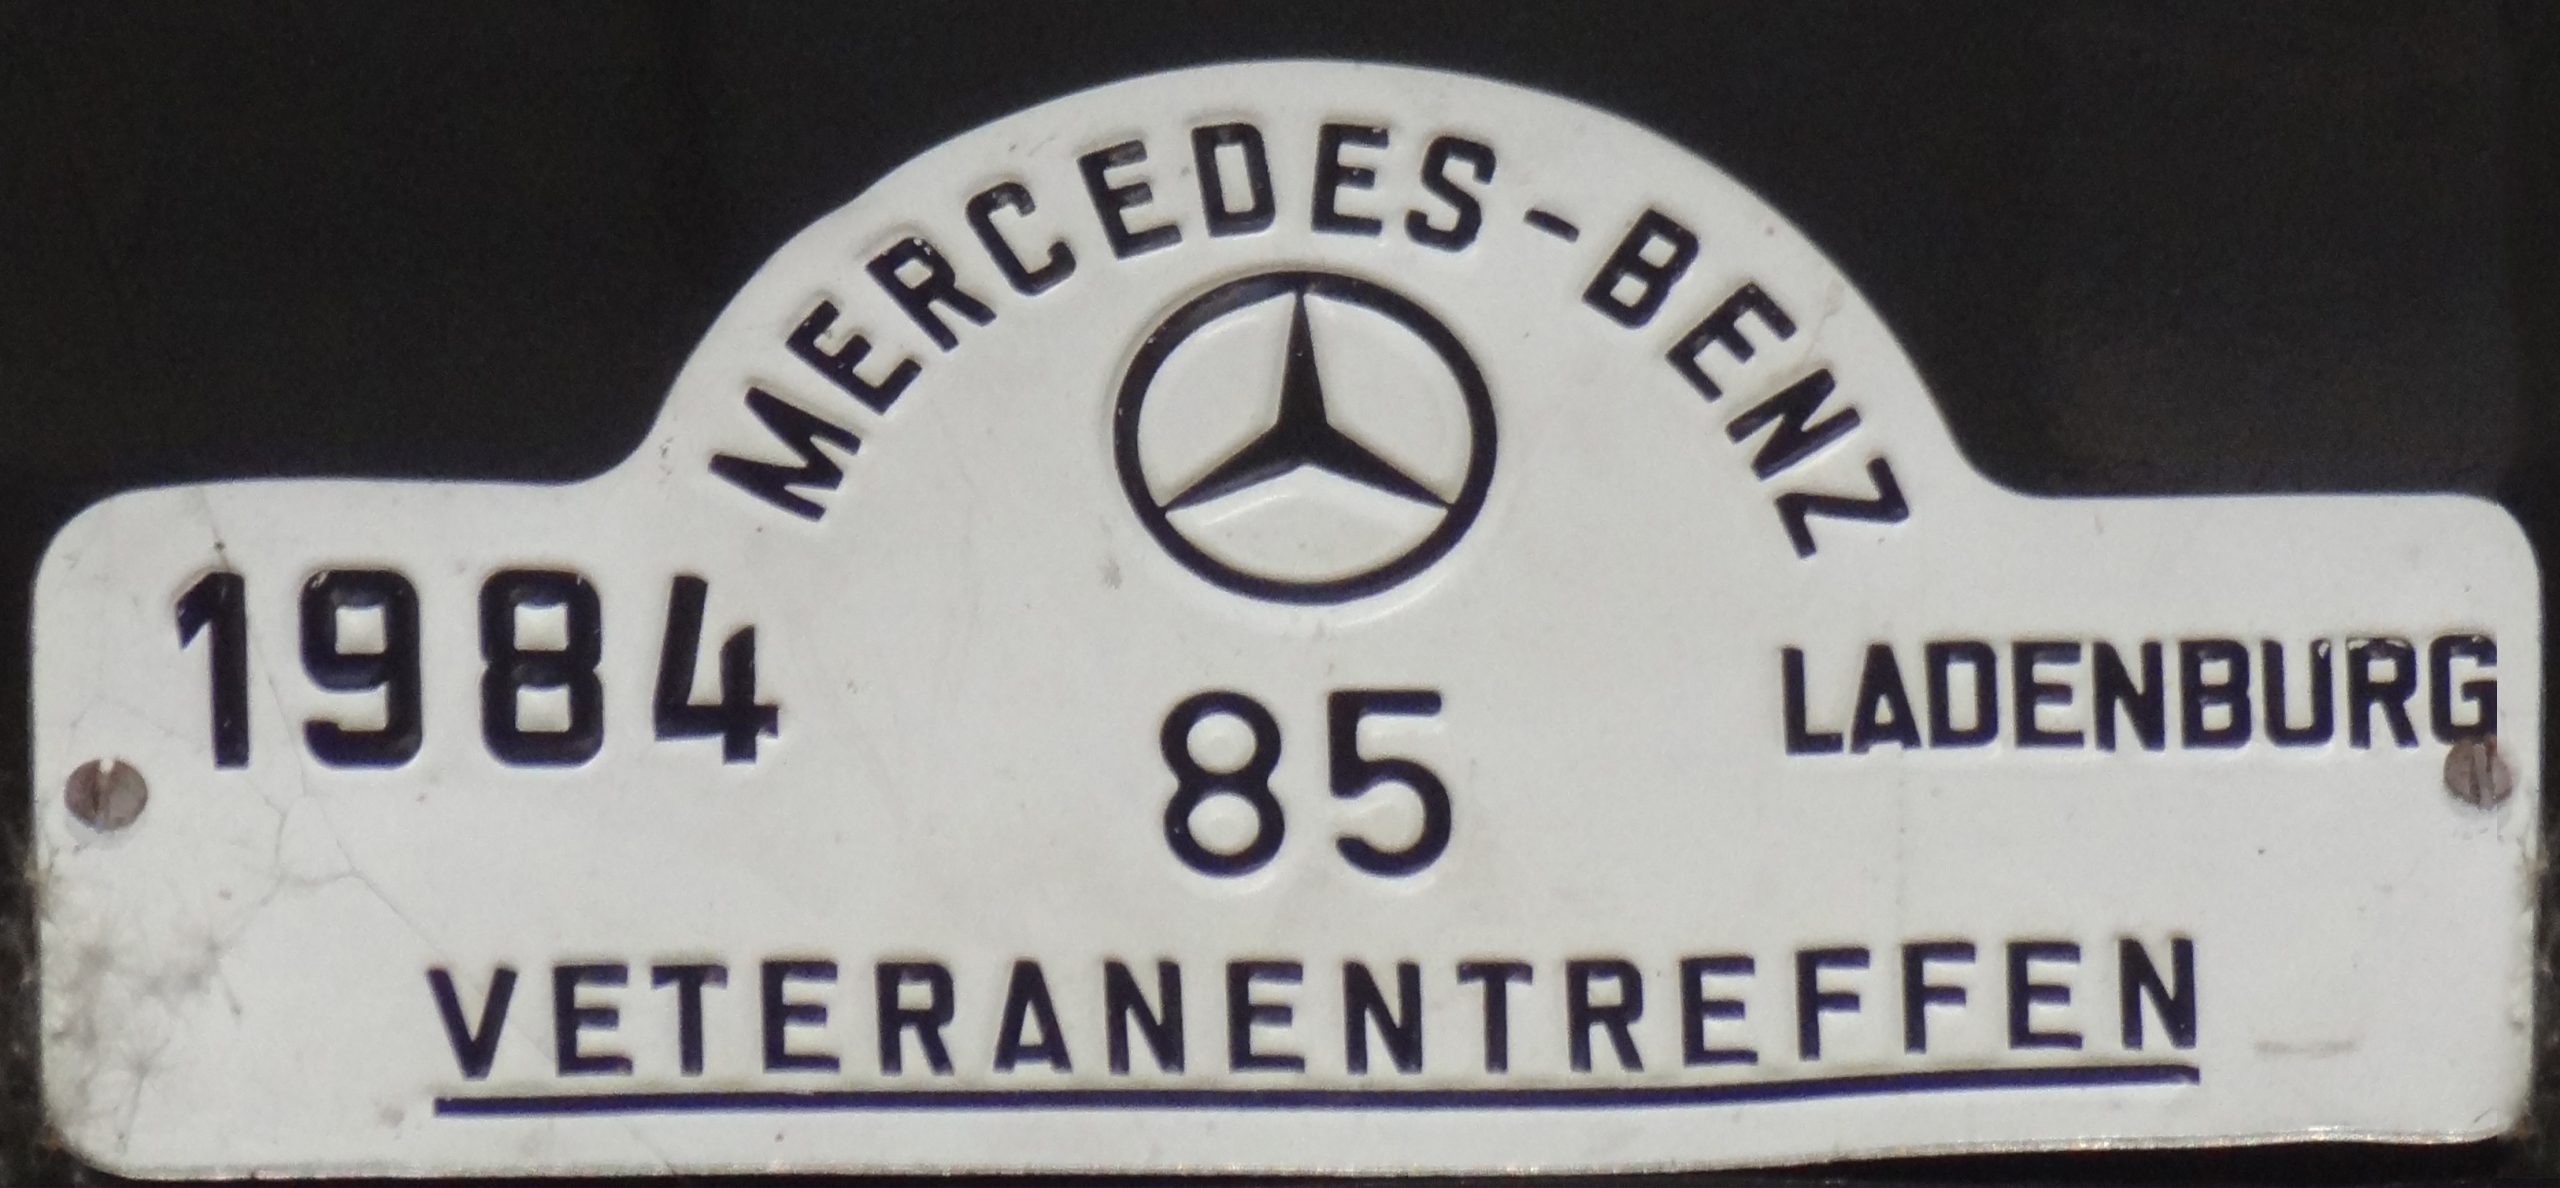 MERCEDES-BENZ
1984
LADENBURG
85
VETERANENTREFFEN